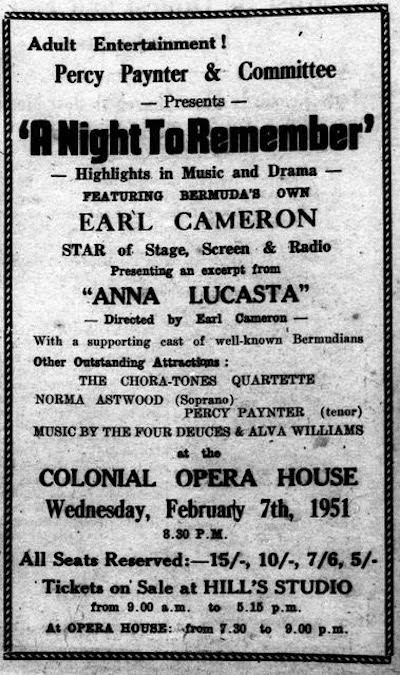 Adult Entertainment!
Percy Paynter & Committee
— Presents —
'A Night To Remember'
— Highlights in Music and Drama —
FEATURING BERMUDA'S OWN
EARL CAMERON
STAR of Stage, Screen & Radio
Presenting an excerpt from
"ANNA LUCASTA"
— Directed by Earl Cameron —
With a supporting cast of well-known Bermudians
Other Outstanding Attractions :
THE CHORA-TONES QUARTETTE
NORMA ASTWOOD (Soprano)
PERCY PAYNTER (tenor)
MUSIC BY THE FOUR DEUCES & ALVA WILLIAMS
at the
COLONIAL OPERA HOUSE
Wednesday, February 7th, 1951
8.30 P.M.
All Seats Reserved:—15/-, 10/-, 7/6, 5/-
Tickets on Sale at HILL'S STUDIO
from 9.00 a.m. to 5.15 p.m.
At OPERA HOUSE: from 7.30 to 9.00 p.m.